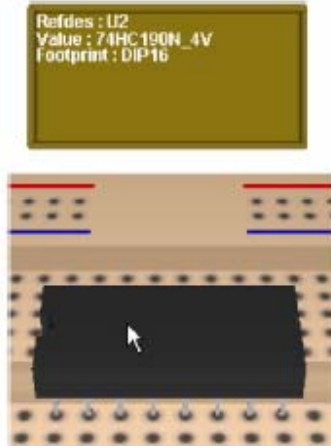 Refdes : U2
Value : 74HC190N_4V
Footprint : DIP16